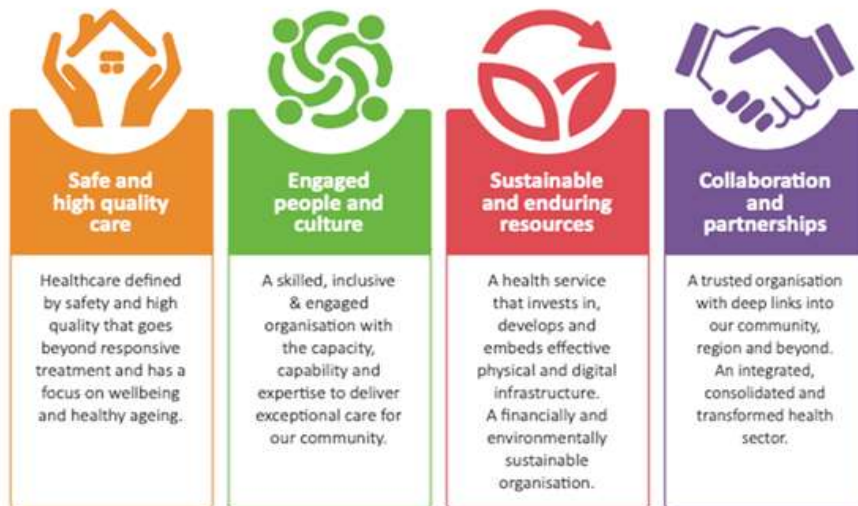 Safe and
high quality
care
Healthcare defined
by safety and high
quality that goes
beyond responsive
treatment and has a
focus on wellbeing
and healthy ageing.
Engaged
people and
culture
A skilled, inclusive
& engaged
organisation with
the capacity,
capability and
expertise to deliver
exceptional care for
our community.
Sustainable
and enduring
resources
A health service
that invests in,
develops and
embeds effective
physical and digital
infrastructure.
A financially and
environmentally
sustainable
organisation.
Collaboration
and
partnerships
A trusted organisation
with deep links into
our community,
region and beyond.
An integrated,
consolidated and
transformed health
sector.